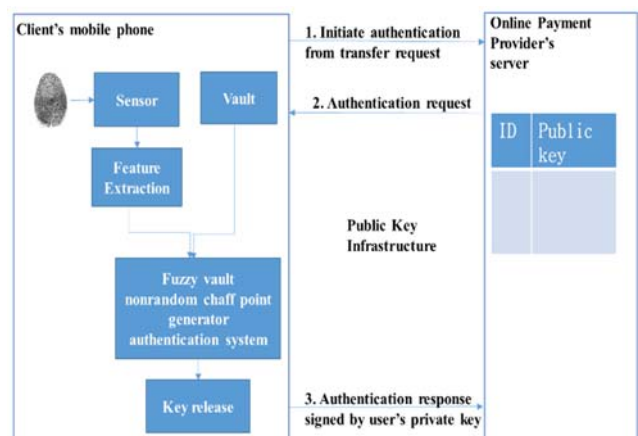 Client's mobile phone
Sensor
Vault
Feature
Extraction
Fuzzy vault
nonrandom chaff point
generator
authentication system
Key release
1. Initiate authentication
from transfer request
2. Authentication request
Public Key
Infrastructure
3. Authentication response
signed by user's private key
Online Payment
Provider's
server
ID
Public
key